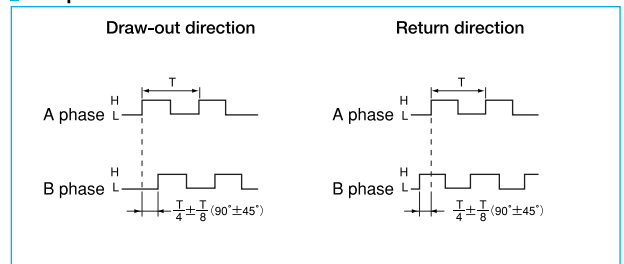 Draw-out direction
Return direction
T
H
A phase L
H
B phase L
T/4±T/8(90°±45°)
T
H
A phase L
H
B phase L
T/4±T/8(90°±45°)